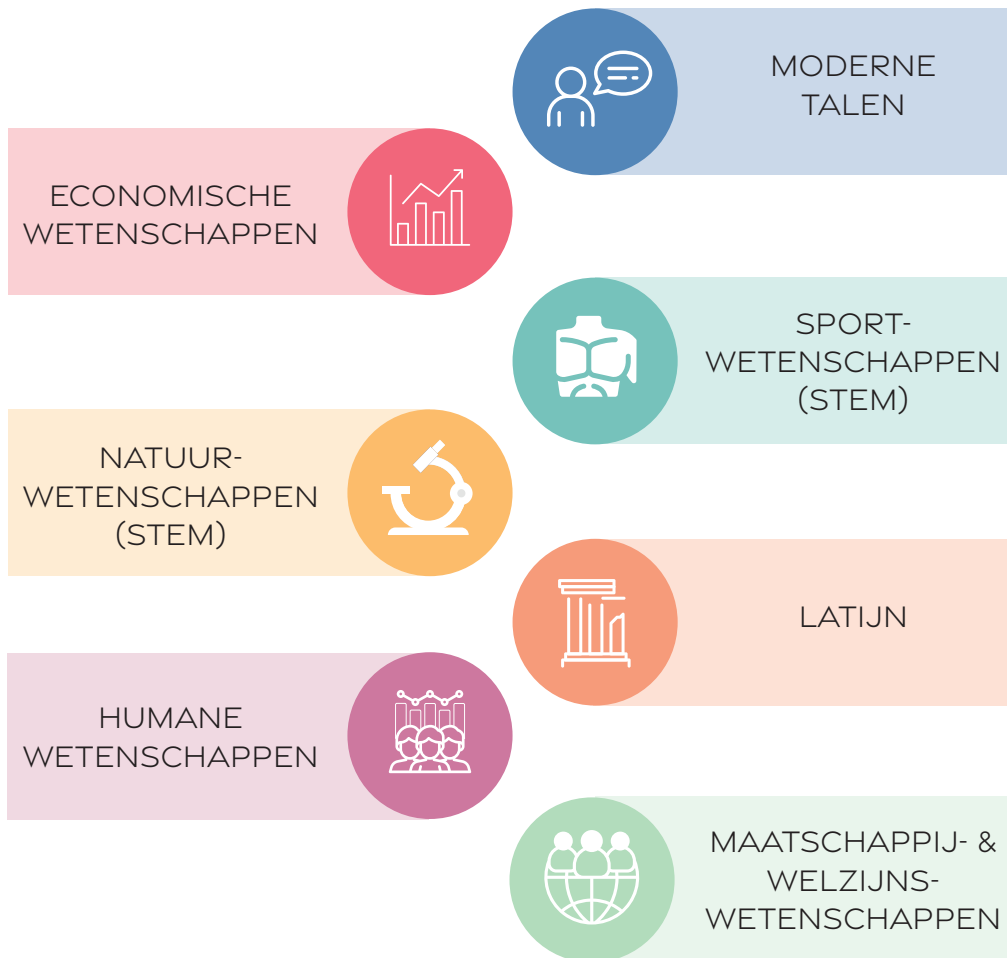 MODERNE
TALEN
ECONOMISCHE
WETENSCHAPPEN
SPORT-
WETENSCHAPPEN
(STEM)
NATUUR-
WETENSCHAPPEN
(STEM)
LATIJN
HUMANE
WETENSCHAPPEN
MAATSCHAPPIJ- &
WELZIJNS-
WETENSCHAPPEN